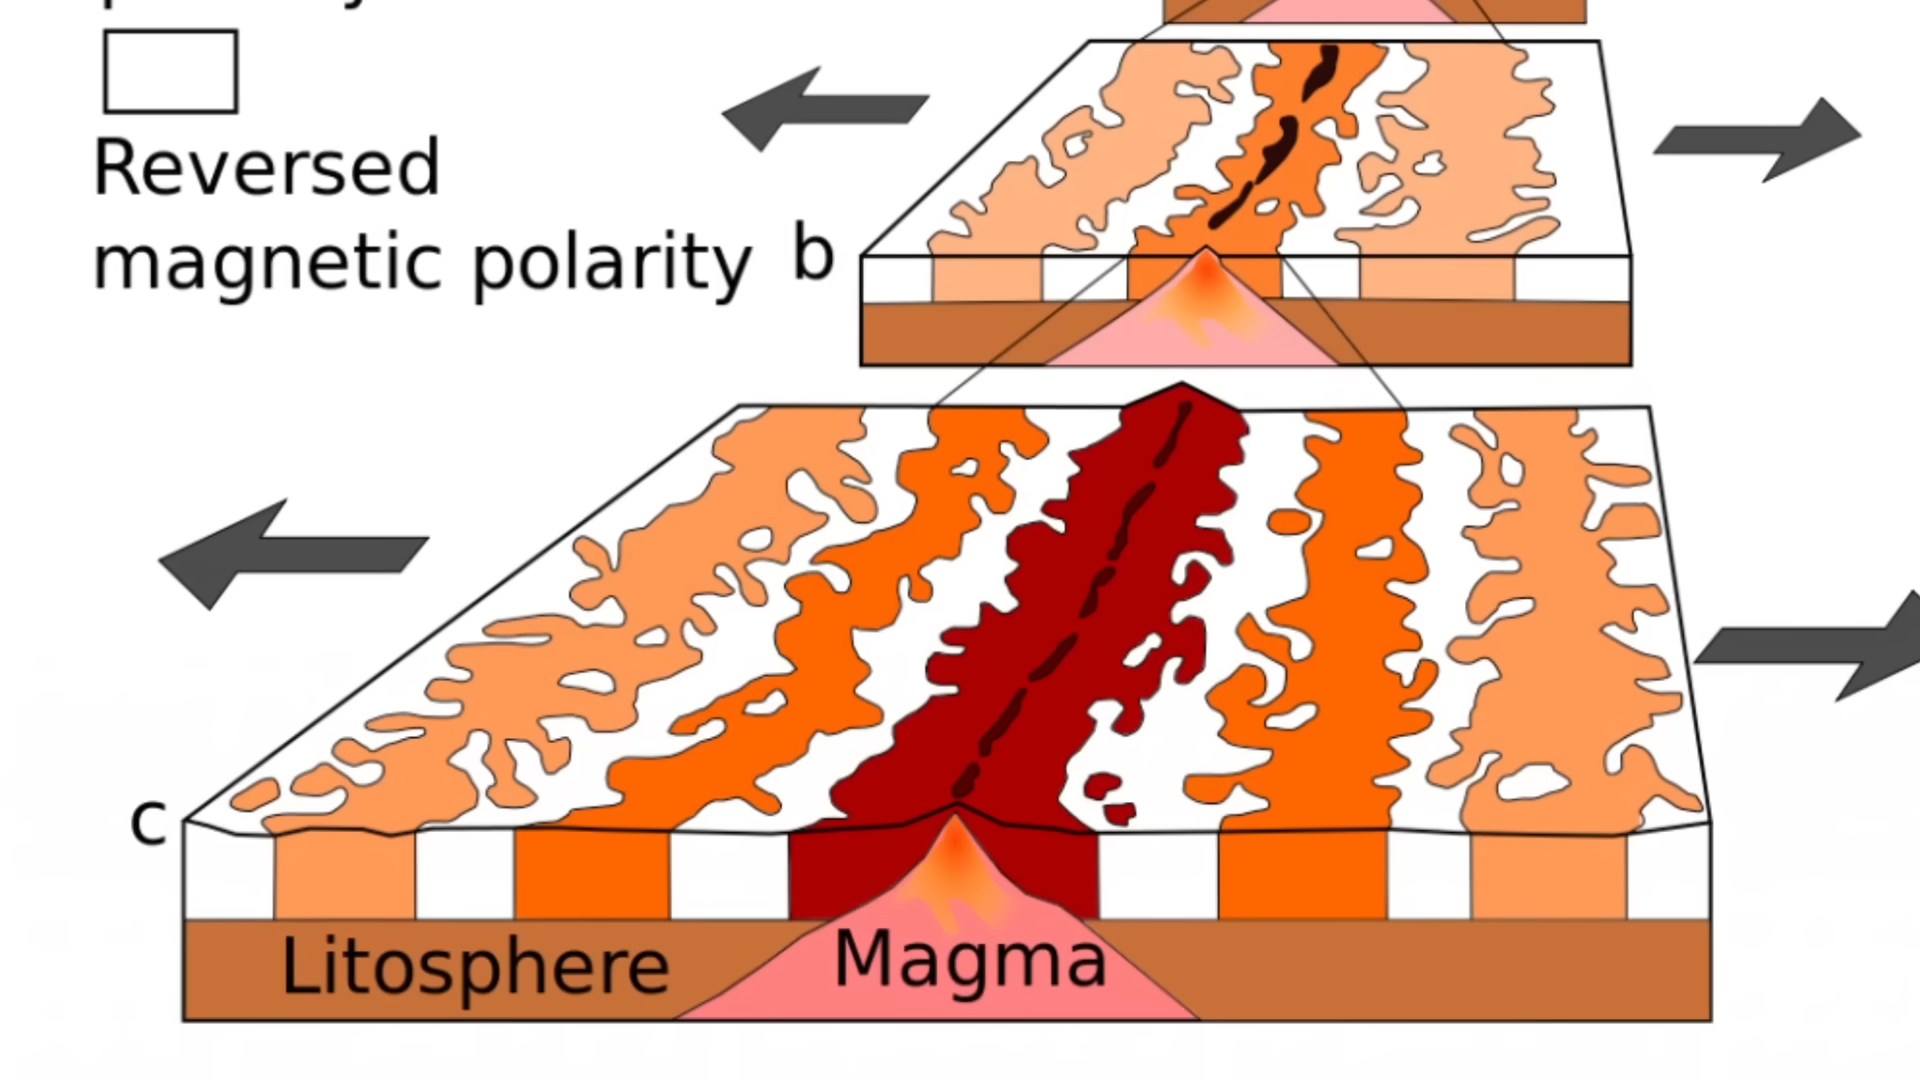 Reversed
magnetic polarity
b
c
Litosphere
Magma